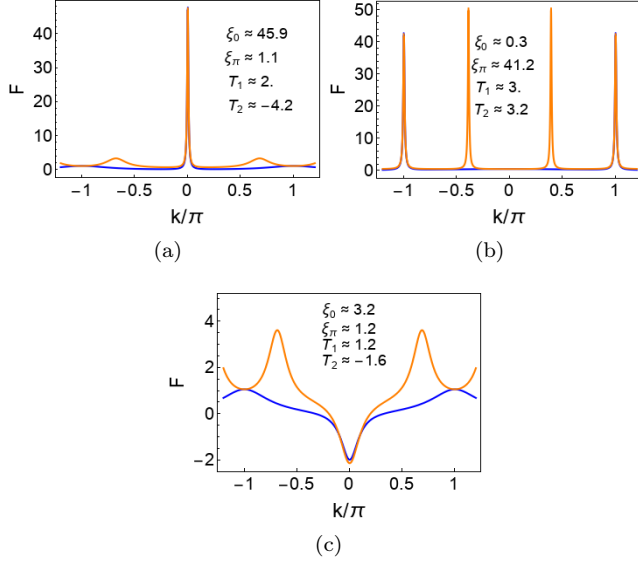 40
30
20
10
0
F
ξ₀ ≈ 45.9
ξπ ≈ 1.1
T₁ ≈ 2.
T₂ ≈ −4.2
−1 −0.5 0 0.5 1
k/π
(a)
50
40
30
20
10
0
F
ξ₀ ≈ 0.3
ξπ ≈ 41.2
T₁ ≈ 3.
T₂ ≈ 3.2
−1 −0.5 0 0.5 1
k/π
(b)
4
2
0
−2
F
ξ₀ ≈ 3.2
ξπ ≈ 1.2
T₁ ≈ 1.2
T₂ ≈ −1.6
−1 −0.5 0 0.5 1
k/π
(c)